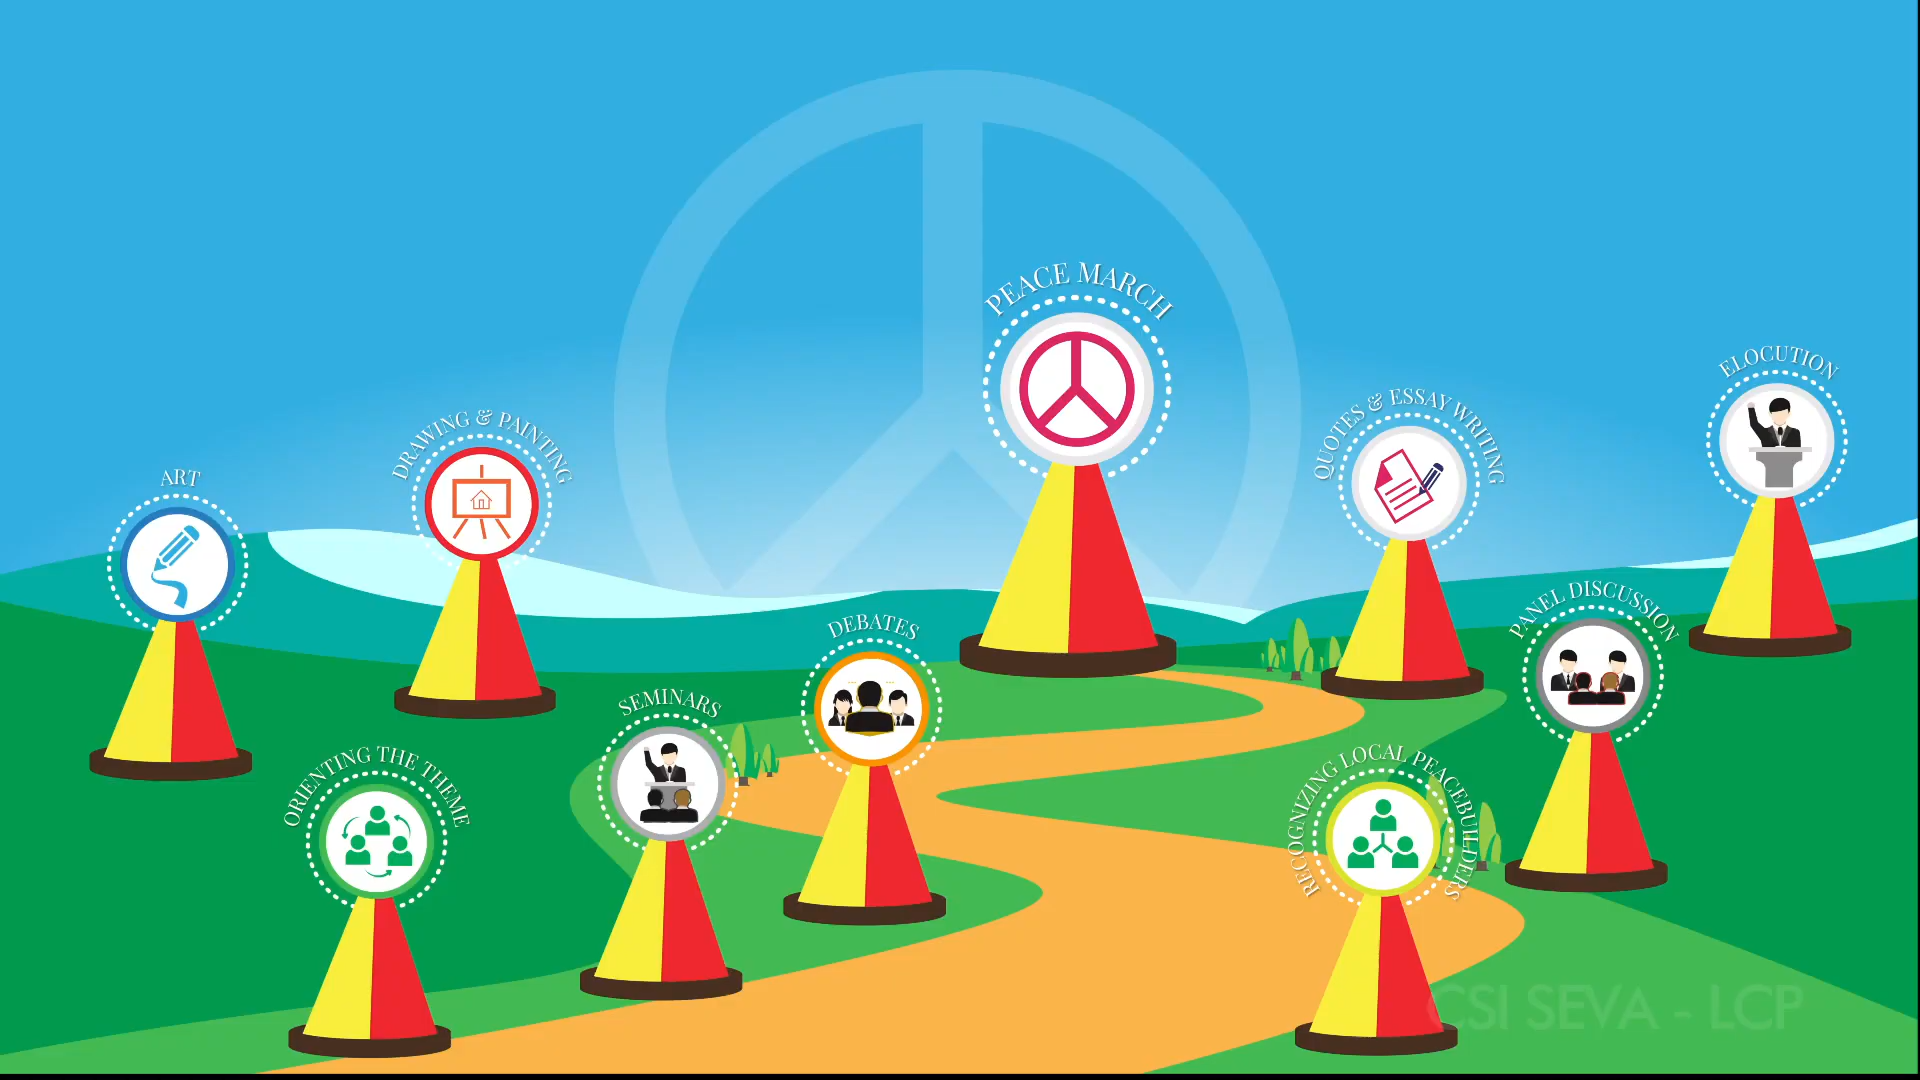 PEACE MARCH
ELOCUTION
QUOTES & ESSAY WRITING
DRAWING & PAINTING
ART
PANEL DISCUSSION
DEBATES
SEMINARS
ORIENTING THE THEME
RECOGNIZING LOCAL PEACEBUILDERS
CSI SEVA - LCP